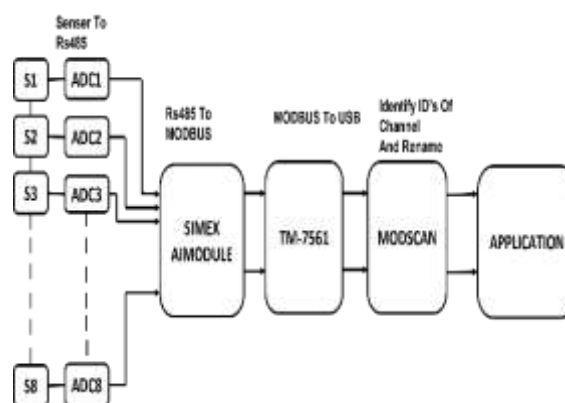 Senser To
Rs485
S1
ADC1
S2
ADC2
S3
ADC3
S8
ADC8
Rs485 To
MODBUS
SIMEX
AIMODULE
MODBUS To USB
TM-7561
Identify ID's Of
Channel
And Rename
MODSCAN
APPLICATION